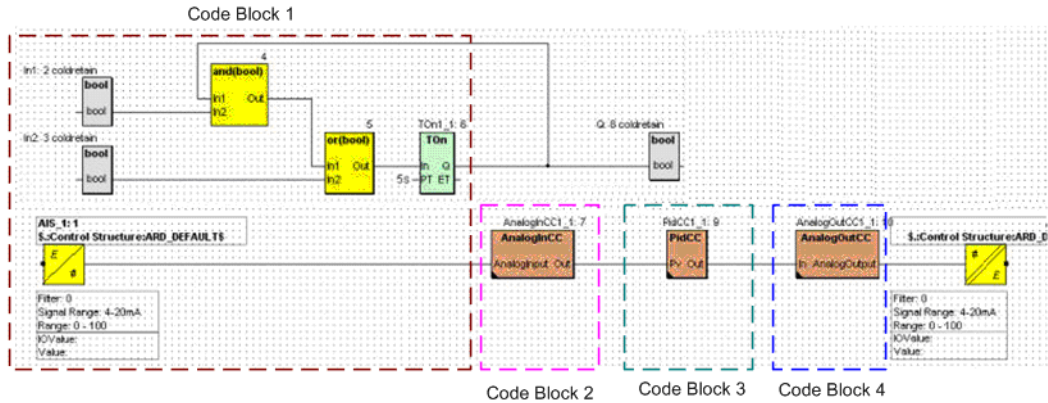 Code Block 1
4
In1: 2 coldretain
and(bool)
bool
In1 Out
bool
In2
5
TOn1_1: 6
Q: 8 coldretain
In2: 3 coldretain
or(bool)
TOn
bool
bool
In1 Out
In Q
bool
bool
In2
5s
PT ET
AIS_1: 1
AnalogInCC1_1: 7
PidCC1_1: 9
AnalogOutCC1_1:
$.:Control Structure:ARD_DEFAULT$
AnalogInCC
PidCC
AnalogOutCC
$.:Control Structure:ARD_D
E
#
AnalogInput Out
Pv Out
In AnalogOutput
#
E
Filter: 0
Signal Range: 4-20mA
Range: 0 - 100
IOValue:
Value:
Filter: 0
Signal Range: 4-20mA
Range: 0 - 100
IOValue:
Value:
Code Block 2
Code Block 3
Code Block 4